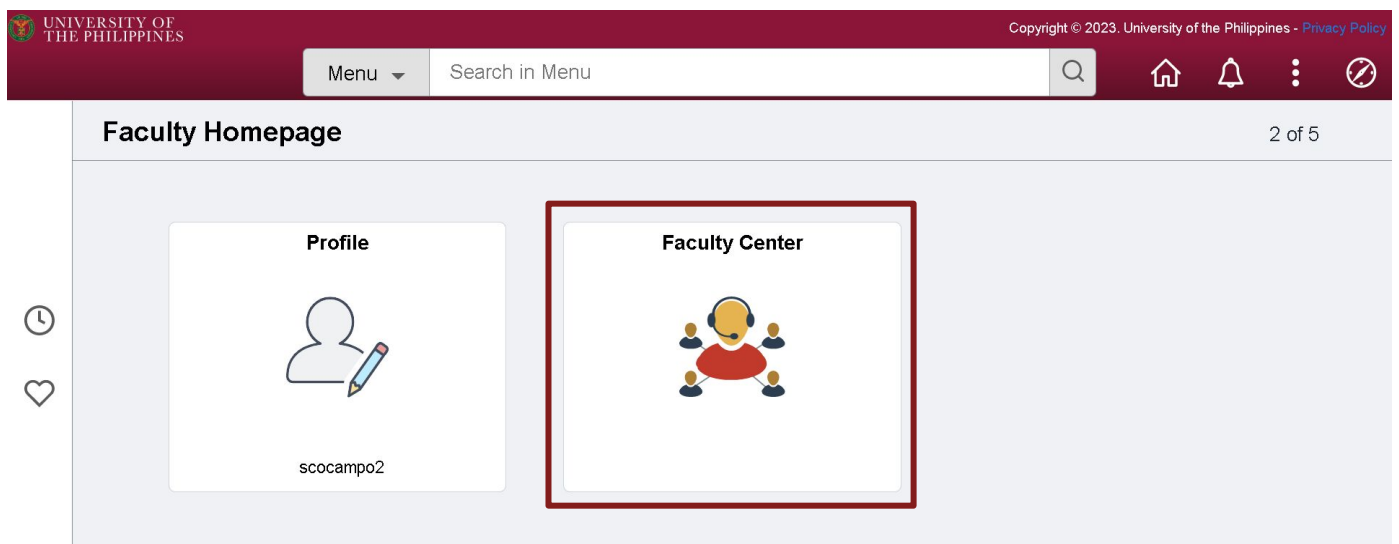 UNIVERSITY OF
THE PHILIPPINES
Copyright © 2023. University of the Philippines - Privacy Policy
Menu
Search in Menu
Faculty Homepage
2 of 5
Profile
Faculty Center
scocampo2